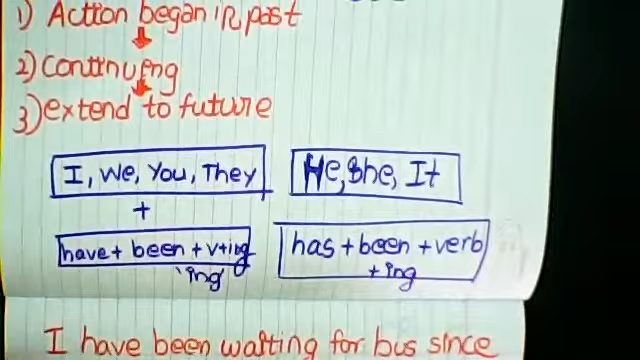 1) Action began in past
2) continuing
3) extend to future
I, We, You, They
He, She, It
+
have + been + v+ing
ing
has + been + verb
+ing
I have been waiting for bus since